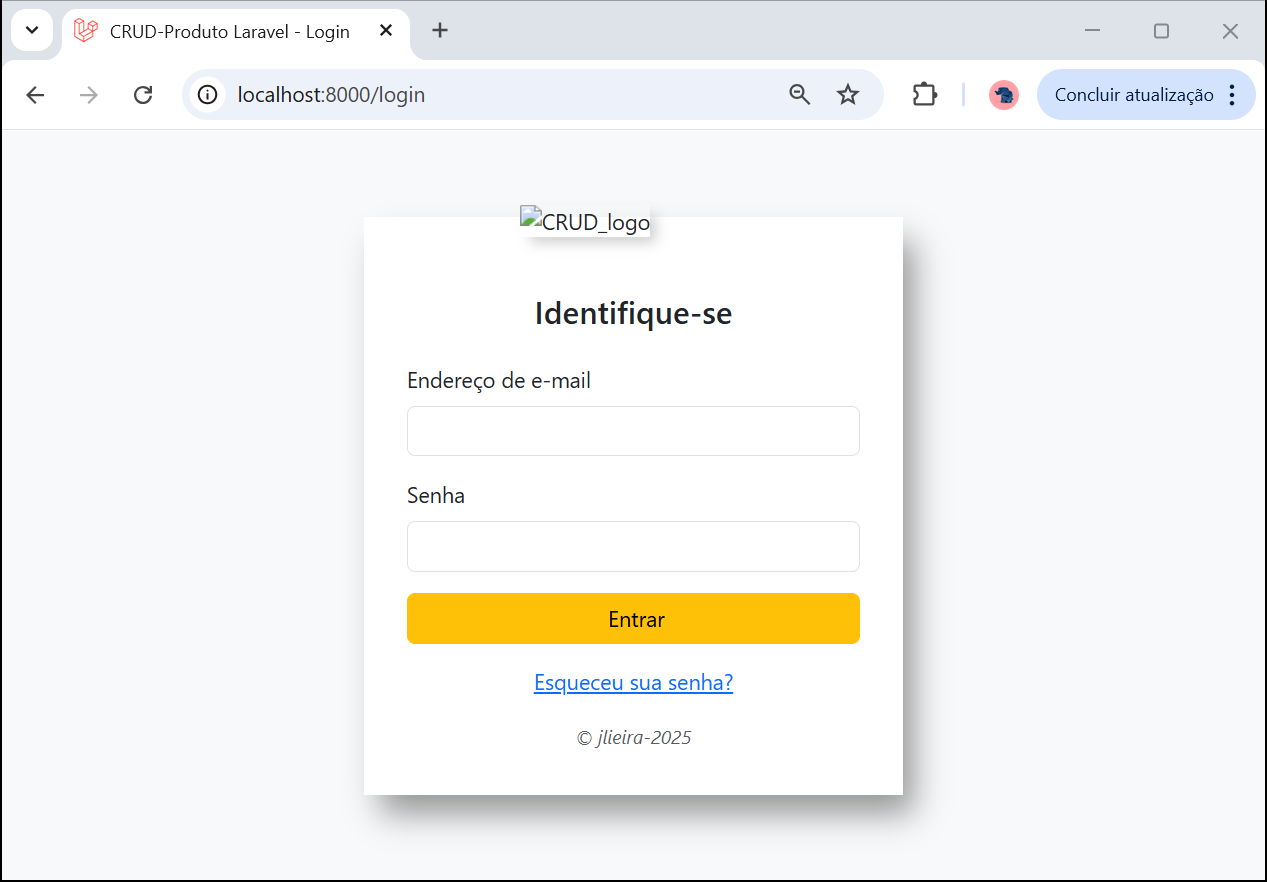 CRUD-Produto Laravel - Login
localhost:8000/login
Concluir atualização
CRUD_logo
Identifique-se
Endereço de e-mail
Senha
Entrar
Esqueceu sua senha?
© jlieira-2025